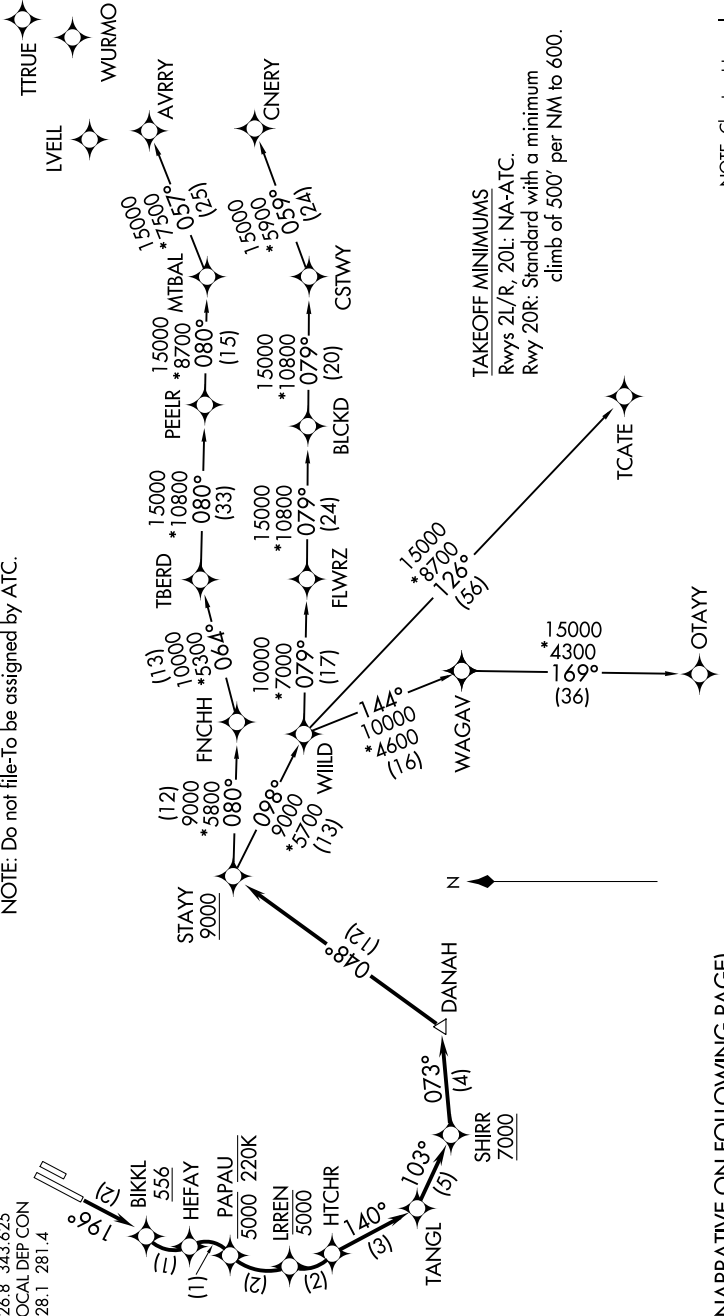 26.8  343.625
OCAL DEP CON
28.1  281.4
NOTE: Do not file-To be assigned by ATC.
TTRUE
WURMO
LVELL
196°
(2)
BIKKL
556
(1)
HEFAY
(1)
PAPAU
5000  220K
(2)
LRREN
5000
(2)
HTCHR
140°
(3)
TANGL
103°
(5)
SHIRR
7000
073°
(4)
DANAH
048°
(12)
STAYY
9000
(12)
9000
*5800
080°
FNCHH
(13)
10000
*5300
064°
TBERD
15000
*10800
080°
(33)
PEELR
15000
*8700
080°
(15)
MTBAL
15000
*7500
057°
(25)
AVRRY
098°
9000
*5700
(13)
WIILD
10000
*7000
079°
(17)
FLWRZ
15000
*10800
079°
(24)
BLCKD
15000
*10800
079°
(20)
CSTWY
15000
*5900
059°
(24)
CNERY
15000
*8700
126°
(56)
TCATE
144°
10000
*4600
(16)
WAGAV
15000
*4300
169°
(36)
OTAYY
N
TAKEOFF MINIMUMS
Rwys 2L/R, 20L: NA-ATC.
Rwy 20R: Standard with a minimum
climb of 500' per NM to 600.